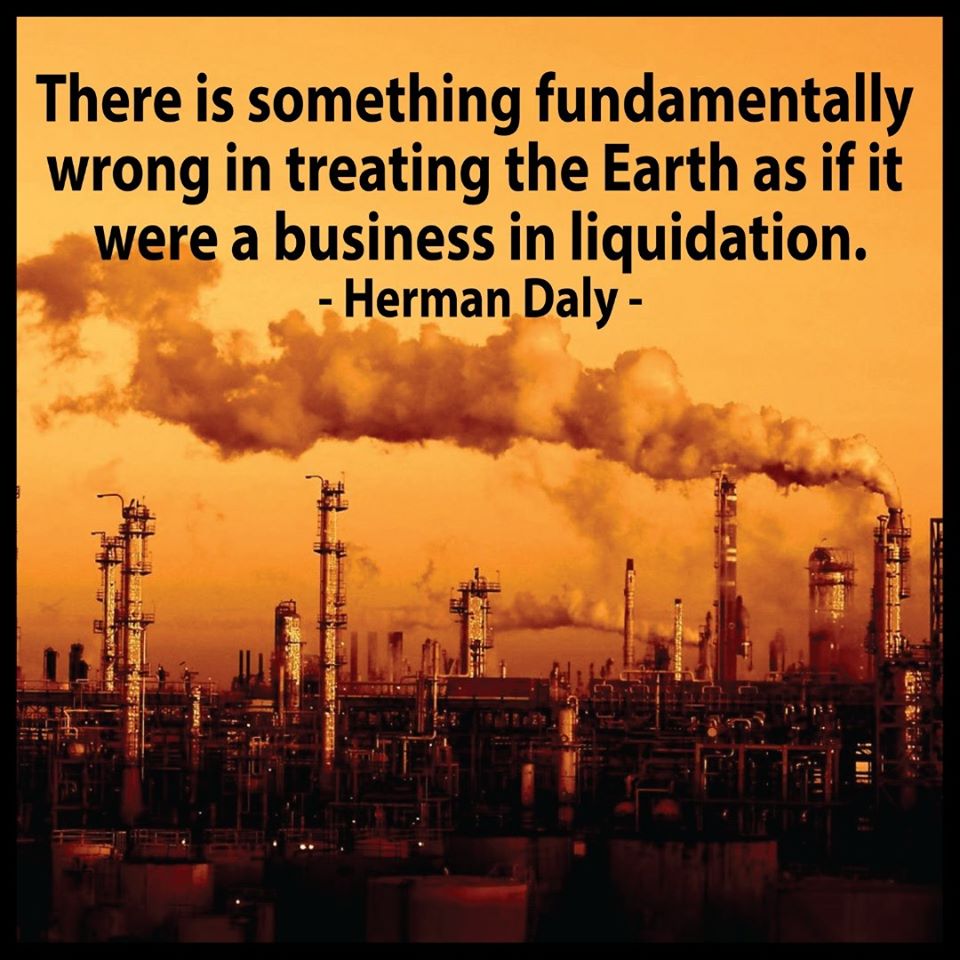 There is something fundamentally
wrong in treating the Earth as if it
were a business in liquidation.
- Herman Daly -